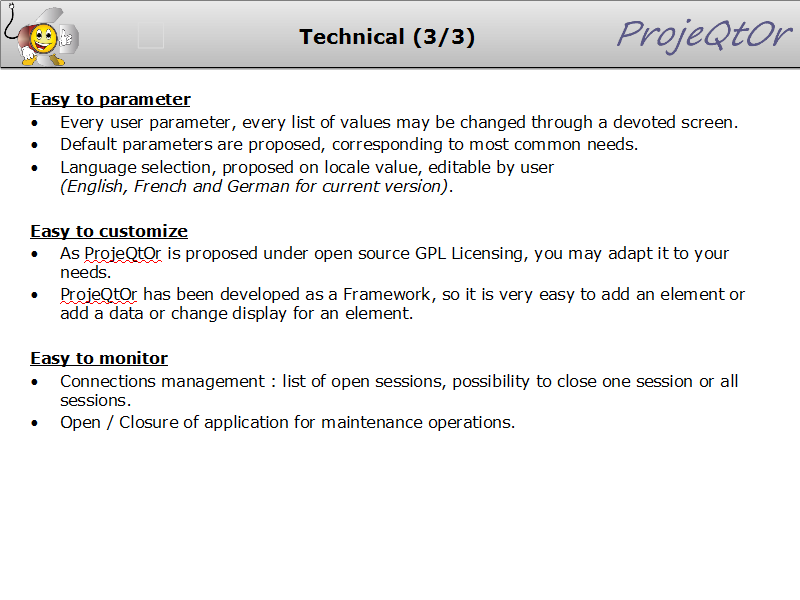 Technical (3/3)
ProjeQtOr
Easy to parameter
• Every user parameter, every list of values may be changed through a devoted screen.
• Default parameters are proposed, corresponding to most common needs.
• Language selection, proposed on locale value, editable by user
(English, French and German for current version).
Easy to customize
• As ProjeQtOr is proposed under open source GPL Licensing, you may adapt it to your
needs.
• ProjeQtOr has been developed as a Framework, so it is very easy to add an element or
add a data or change display for an element.
Easy to monitor
• Connections management : list of open sessions, possibility to close one session or all
sessions.
• Open / Closure of application for maintenance operations.